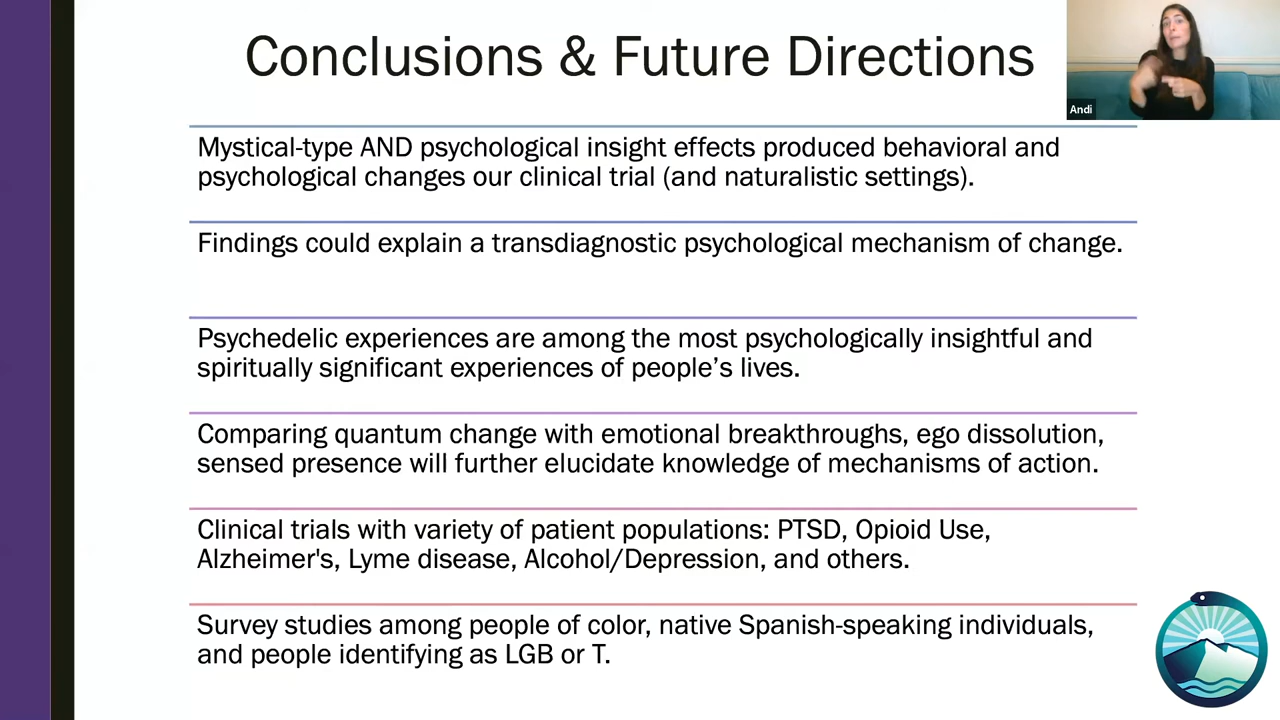 Conclusions & Future Directions
Andi
Mystical-type AND psychological insight effects produced behavioral and
psychological changes our clinical trial (and naturalistic settings).
Findings could explain a transdiagnostic psychological mechanism of change.
Psychedelic experiences are among the most psychologically insightful and
spiritually significant experiences of people’s lives.
Comparing quantum change with emotional breakthroughs, ego dissolution,
sensed presence will further elucidate knowledge of mechanisms of action.
Clinical trials with variety of patient populations: PTSD, Opioid Use,
Alzheimer's, Lyme disease, Alcohol/Depression, and others.
Survey studies among people of color, native Spanish-speaking individuals,
and people identifying as LGB or T.